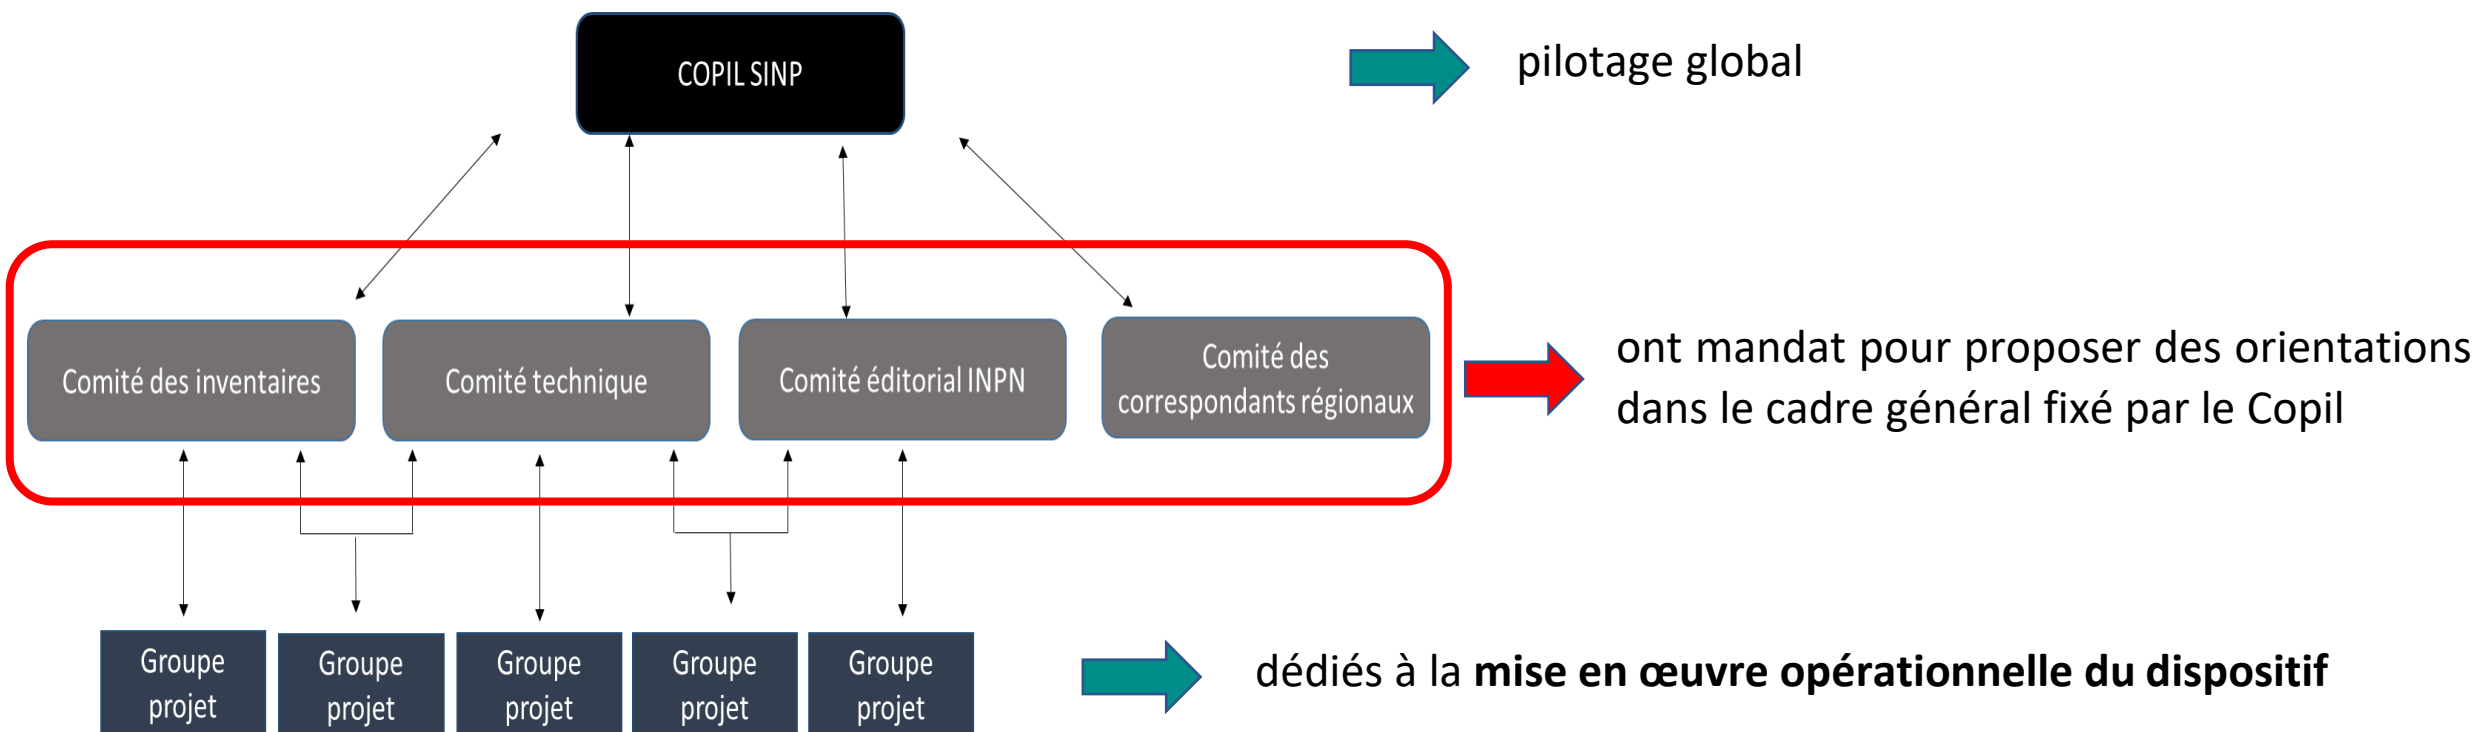 COPIL SINP
pilotage global
Comité des inventaires
Comité technique
Comité éditorial INPN
Comité des
correspondants régionaux
ont mandat pour proposer des orientations
dans le cadre général fixé par le Copil
Groupe
projet
Groupe
projet
Groupe
projet
Groupe
projet
Groupe
projet
dédiés à la mise en œuvre opérationnelle du dispositif